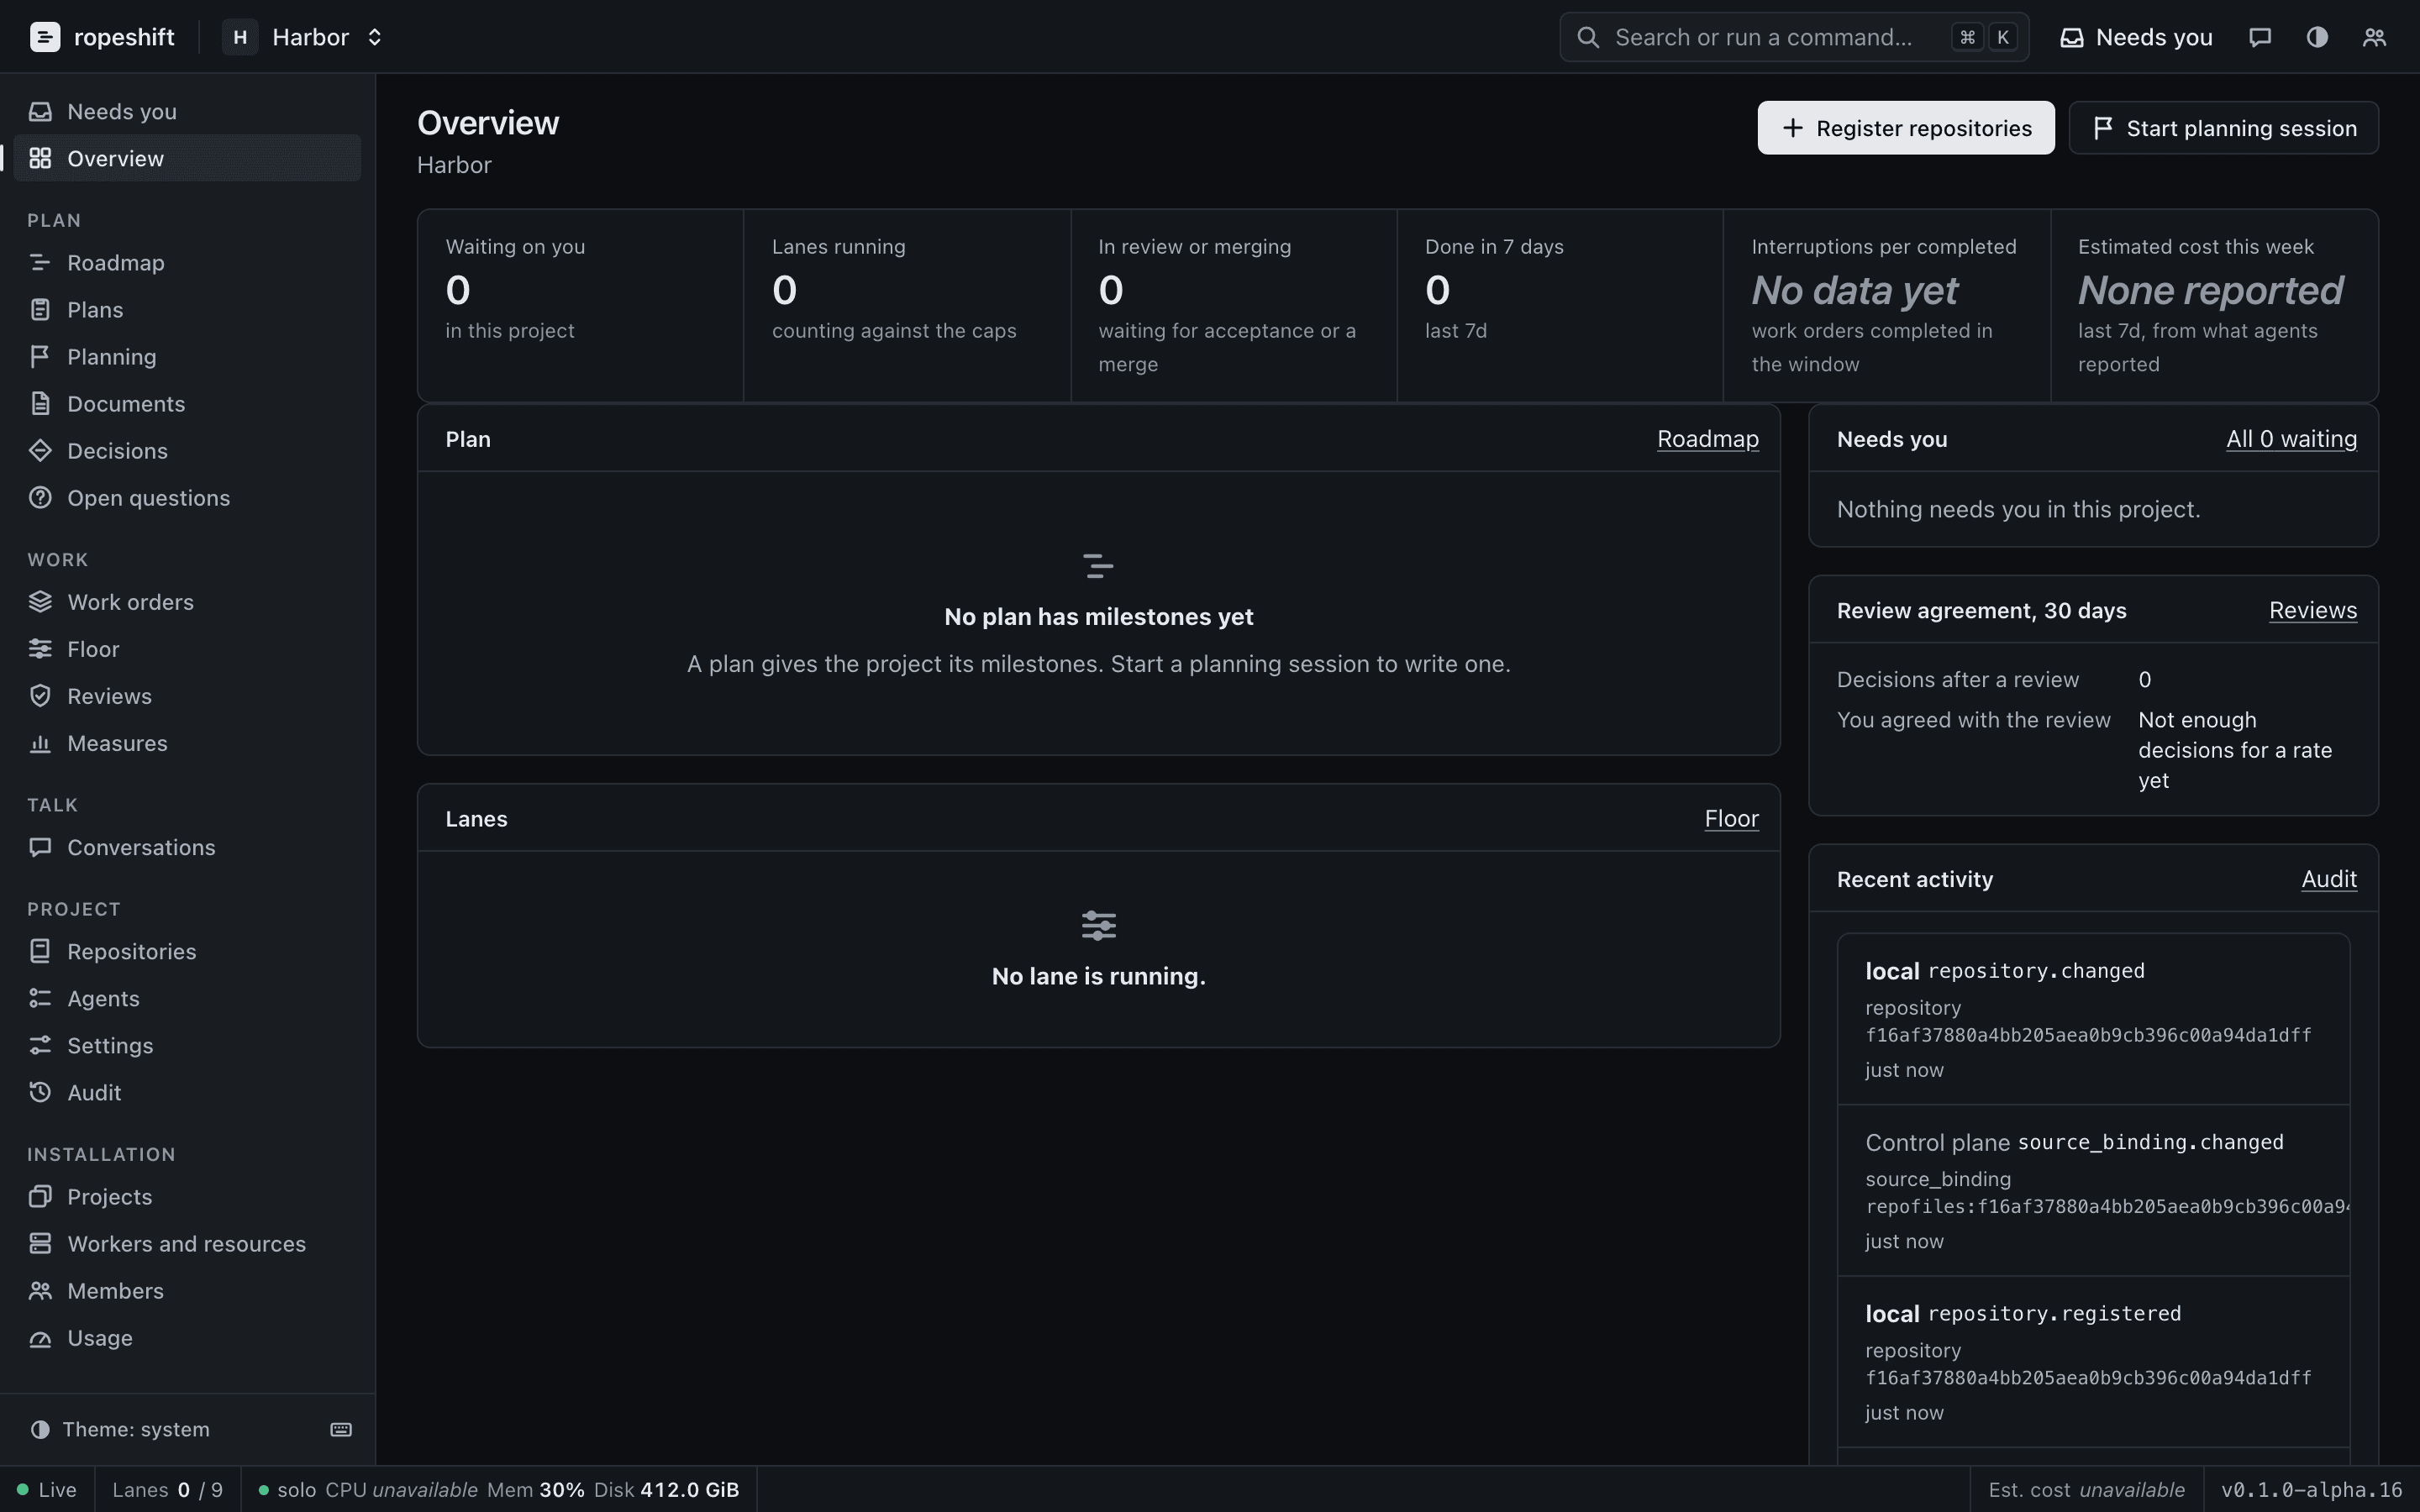 ropeshift
H Harbor
Search or run a command... ⌘ K
Needs you
Needs you
Overview
PLAN
Roadmap
Plans
Planning
Documents
Decisions
Open questions
WORK
Work orders
Floor
Reviews
Measures
TALK
Conversations
PROJECT
Repositories
Agents
Settings
Audit
INSTALLATION
Projects
Workers and resources
Members
Usage
Theme: system
Overview
Harbor
Register repositories
Start planning session
Waiting on you
0
in this project
Lanes running
0
counting against the caps
In review or merging
0
waiting for acceptance or a
merge
Done in 7 days
0
last 7d
Interruptions per completed
No data yet
work orders completed in
the window
Estimated cost this week
None reported
last 7d, from what agents
reported
Plan
Roadmap
No plan has milestones yet
A plan gives the project its milestones. Start a planning session to write one.
Lanes
Floor
No lane is running.
Needs you
All 0 waiting
Nothing needs you in this project.
Review agreement, 30 days
Reviews
Decisions after a review 0
You agreed with the review Not enough
decisions for a rate
yet
Recent activity
Audit
local repository.changed
repository
f16af37880a4bb205aea0b9cb396c00a94da1dff
just now
Control plane source_binding.changed
source_binding
repofiles:f16af37880a4bb205aea0b9cb396c00a94
just now
local repository.registered
repository
f16af37880a4bb205aea0b9cb396c00a94da1dff
just now
Live
Lanes 0 / 9
solo CPU unavailable Mem 30% Disk 412.0 GiB
Est. cost unavailable
v0.1.0-alpha.16